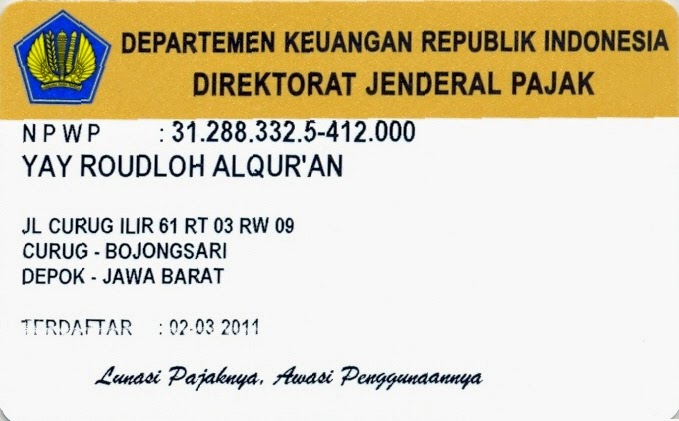 DEPARTEMEN KEUANGAN REPUBLIK INDONESIA
DIREKTORAT JENDERAL PAJAK
N P W P : 31.288.332.5-412.000
YAY ROUDLOH ALQUR'AN
JL CURUG ILIR 61 RT 03 RW 09
CURUG - BOJONGSARI
DEPOK - JAWA BARAT
TERDAFTAR : 02-03 2011
Lunasi Pajaknya, Awasi Penggunaannya